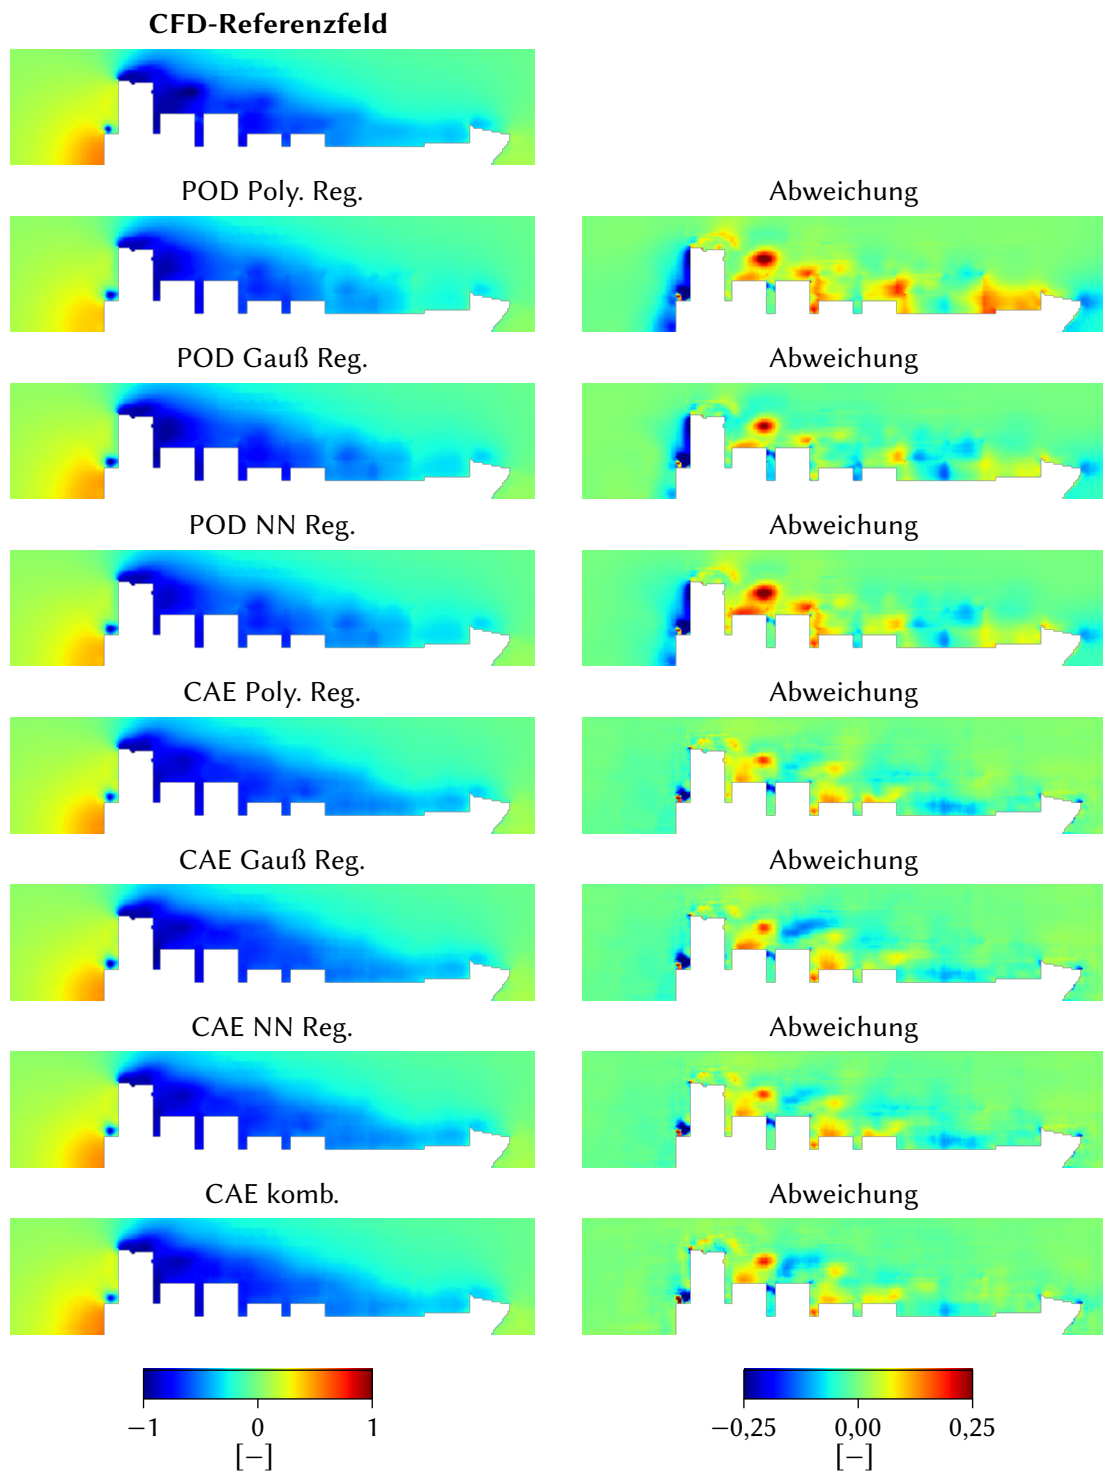 CFD-Referenzfeld
POD Poly. Reg.
Abweichung
POD Gauß Reg.
Abweichung
POD NN Reg.
Abweichung
CAE Poly. Reg.
Abweichung
CAE Gauß Reg.
Abweichung
CAE NN Reg.
Abweichung
CAE komb.
Abweichung
−1 0 1
[−]
−0,25 0,00 0,25
[−]